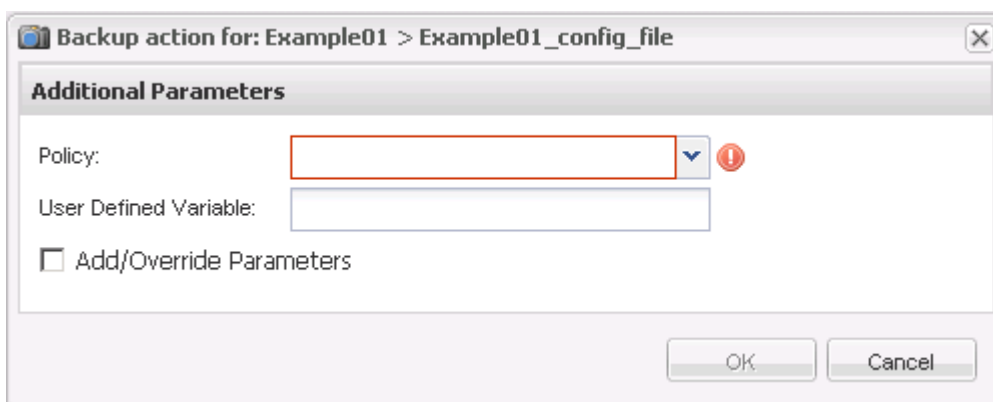 Backup action for: Example01 > Example01_config_file
Additional Parameters
Policy:
User Defined Variable:
Add/Override Parameters
OK Cancel